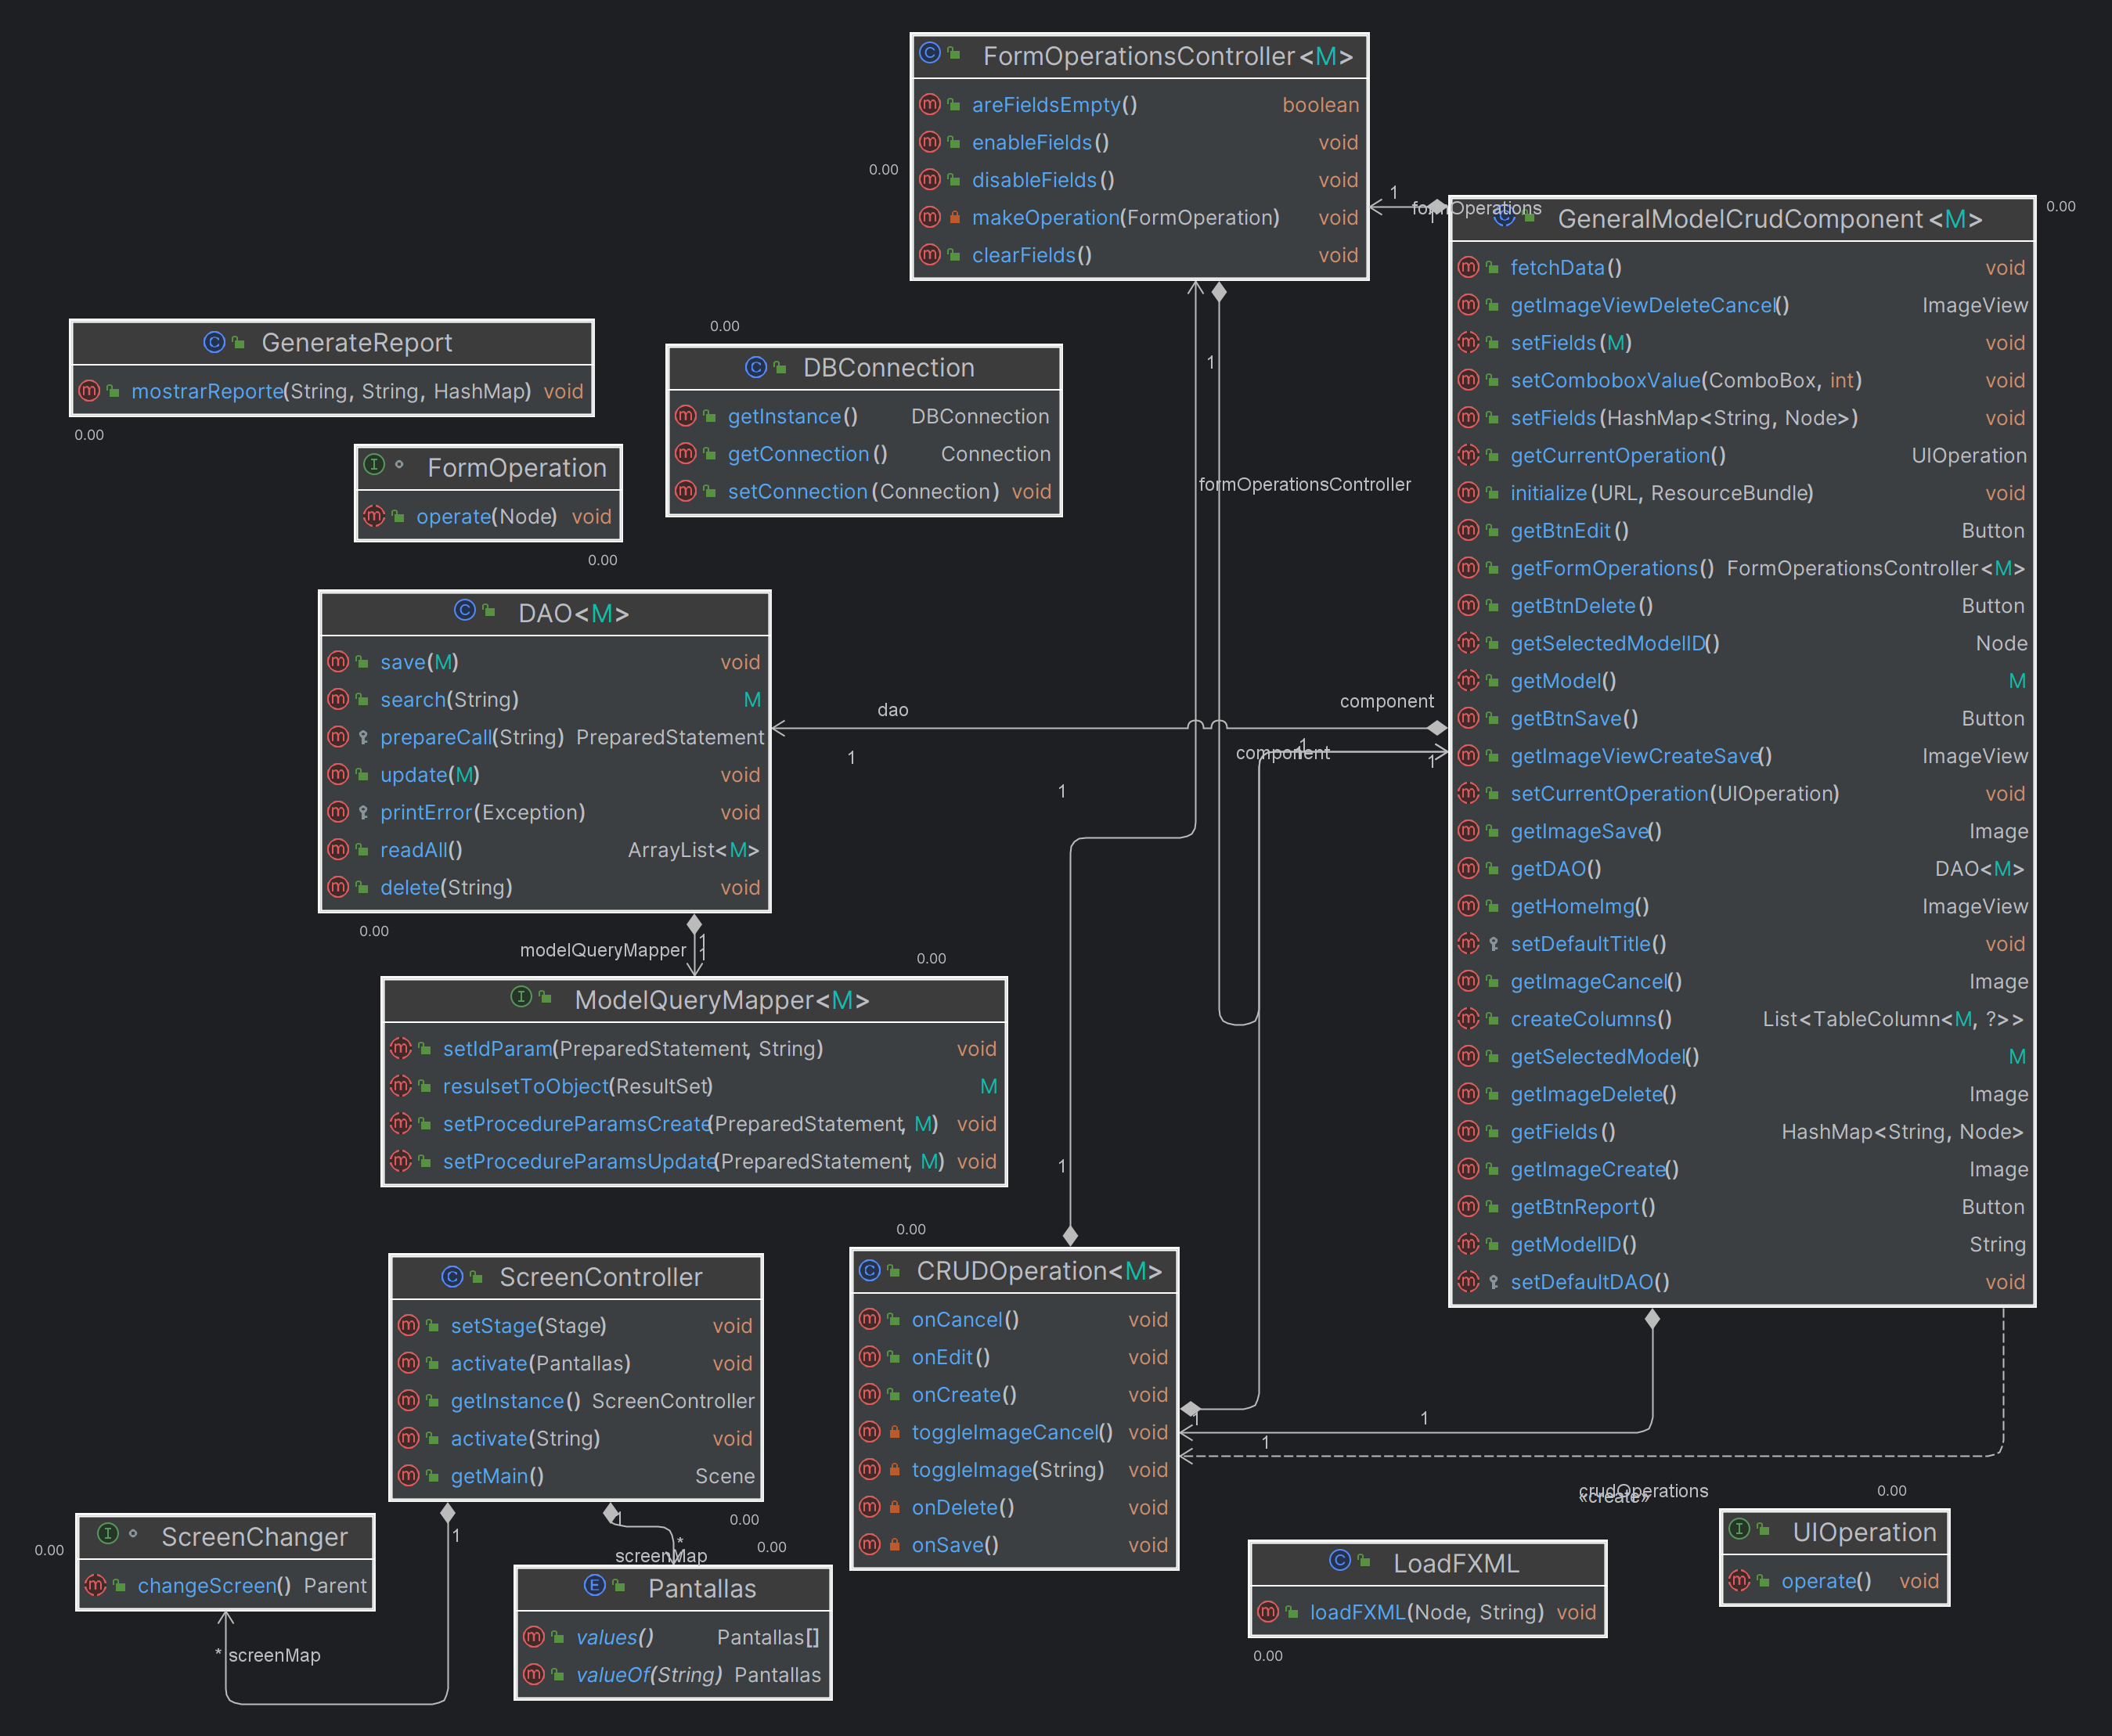 FormOperationsController<M>
areFieldsEmpty() boolean
enableFields() void
disableFields() void
makeOperation(FormOperation) void
clearFields() void
0.00
1
formOperations
1
GeneralModelCrudComponent<M>
0.00
fetchData() void
getImageViewDeleteCancel() ImageView
setFields(M) void
setComboboxValue(ComboBox, int) void
setFields(HashMap<String, Node>) void
getCurrentOperation() UIOperation
initialize(URL, ResourceBundle) void
getBtnEdit() Button
getFormOperations() FormOperationsController<M>
getBtnDelete() Button
getSelectedModelID() Node
getModel() M
getBtnSave() Button
getImageViewCreateSave() ImageView
setCurrentOperation(UIOperation) void
getImageSave() Image
getDAO() DAO<M>
getHomeImg() ImageView
setDefaultTitle() void
getImageCancel() Image
createColumns() List<TableColumn<M, ?>>
getSelectedModel() M
getImageDelete() Image
getFields() HashMap<String, Node>
getImageCreate() Image
getBtnReport() Button
getModelID() String
setDefaultDAO() void
GenerateReport
mostrarReporte(String, String, HashMap) void
0.00
0.00
DBConnection
getInstance() DBConnection
getConnection() Connection
setConnection(Connection) void
1
formOperationsController
FormOperation
operate(Node) void
0.00
DAO<M>
save(M) void
search(String) M
prepareCall(String) PreparedStatement
update(M) void
printError(Exception) void
readAll() ArrayList<M>
delete(String) void
0.00
dao
1
component
component
1
1
1
modelQueryMapper
1
1
0.00
ModelQueryMapper<M>
setIdParam(PreparedStatement, String) void
resulsetToObject(ResultSet) M
setProcedureParamsCreate(PreparedStatement, M) void
setProcedureParamsUpdate(PreparedStatement, M) void
1
0.00
ScreenController
setStage(Stage) void
activate(Pantallas) void
getInstance() ScreenController
activate(String) void
getMain() Scene
0.00
CRUDOperation<M>
onCancel() void
onEdit() void
onCreate() void
toggleImageCancel() void
toggleImage(String) void
onDelete() void
onSave() void
1
1
1
crudOperations
«create»
1
1
*
screenMap
0.00
ScreenChanger
changeScreen() Parent
0.00
* screenMap
Pantallas
values() Pantallas[]
valueOf(String) Pantallas
LoadFXML
loadFXML(Node, String) void
0.00
0.00
UIOperation
operate() void